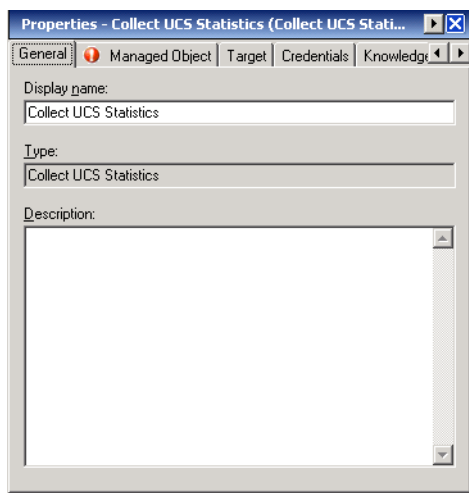 Properties - Collect UCS Statistics (Collect UCS Stati...
General Managed Object Target Credentials Knowledge
Display name:
Collect UCS Statistics
Type:
Collect UCS Statistics
Description: